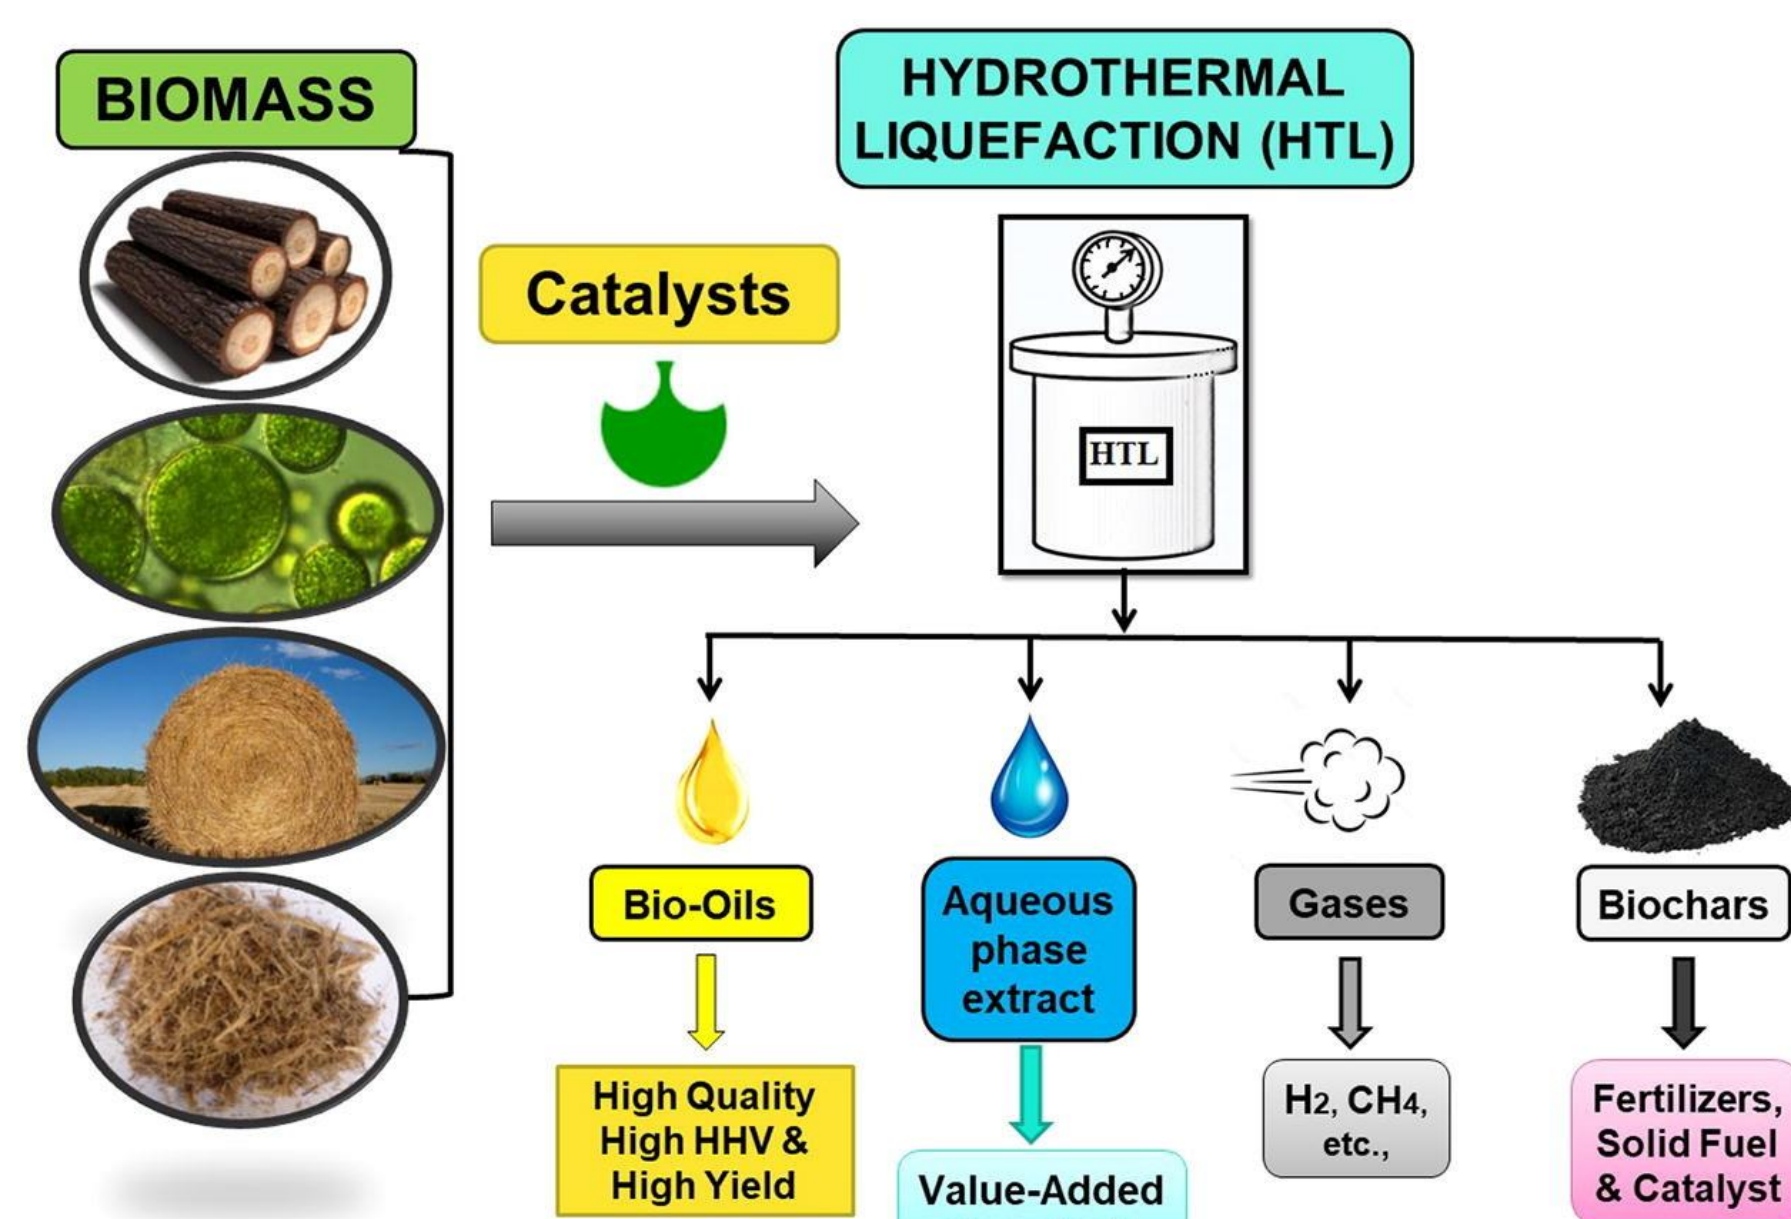 BIOMASS
HYDROTHERMAL
LIQUEFACTION (HTL)
Catalysts
HTL
Bio-Oils
Aqueous
phase
extract
Gases
Biochars
High Quality
High HHV &
High Yield
Value-Added
H2, CH4,
etc.,
Fertilizers,
Solid Fuel
& Catalyst